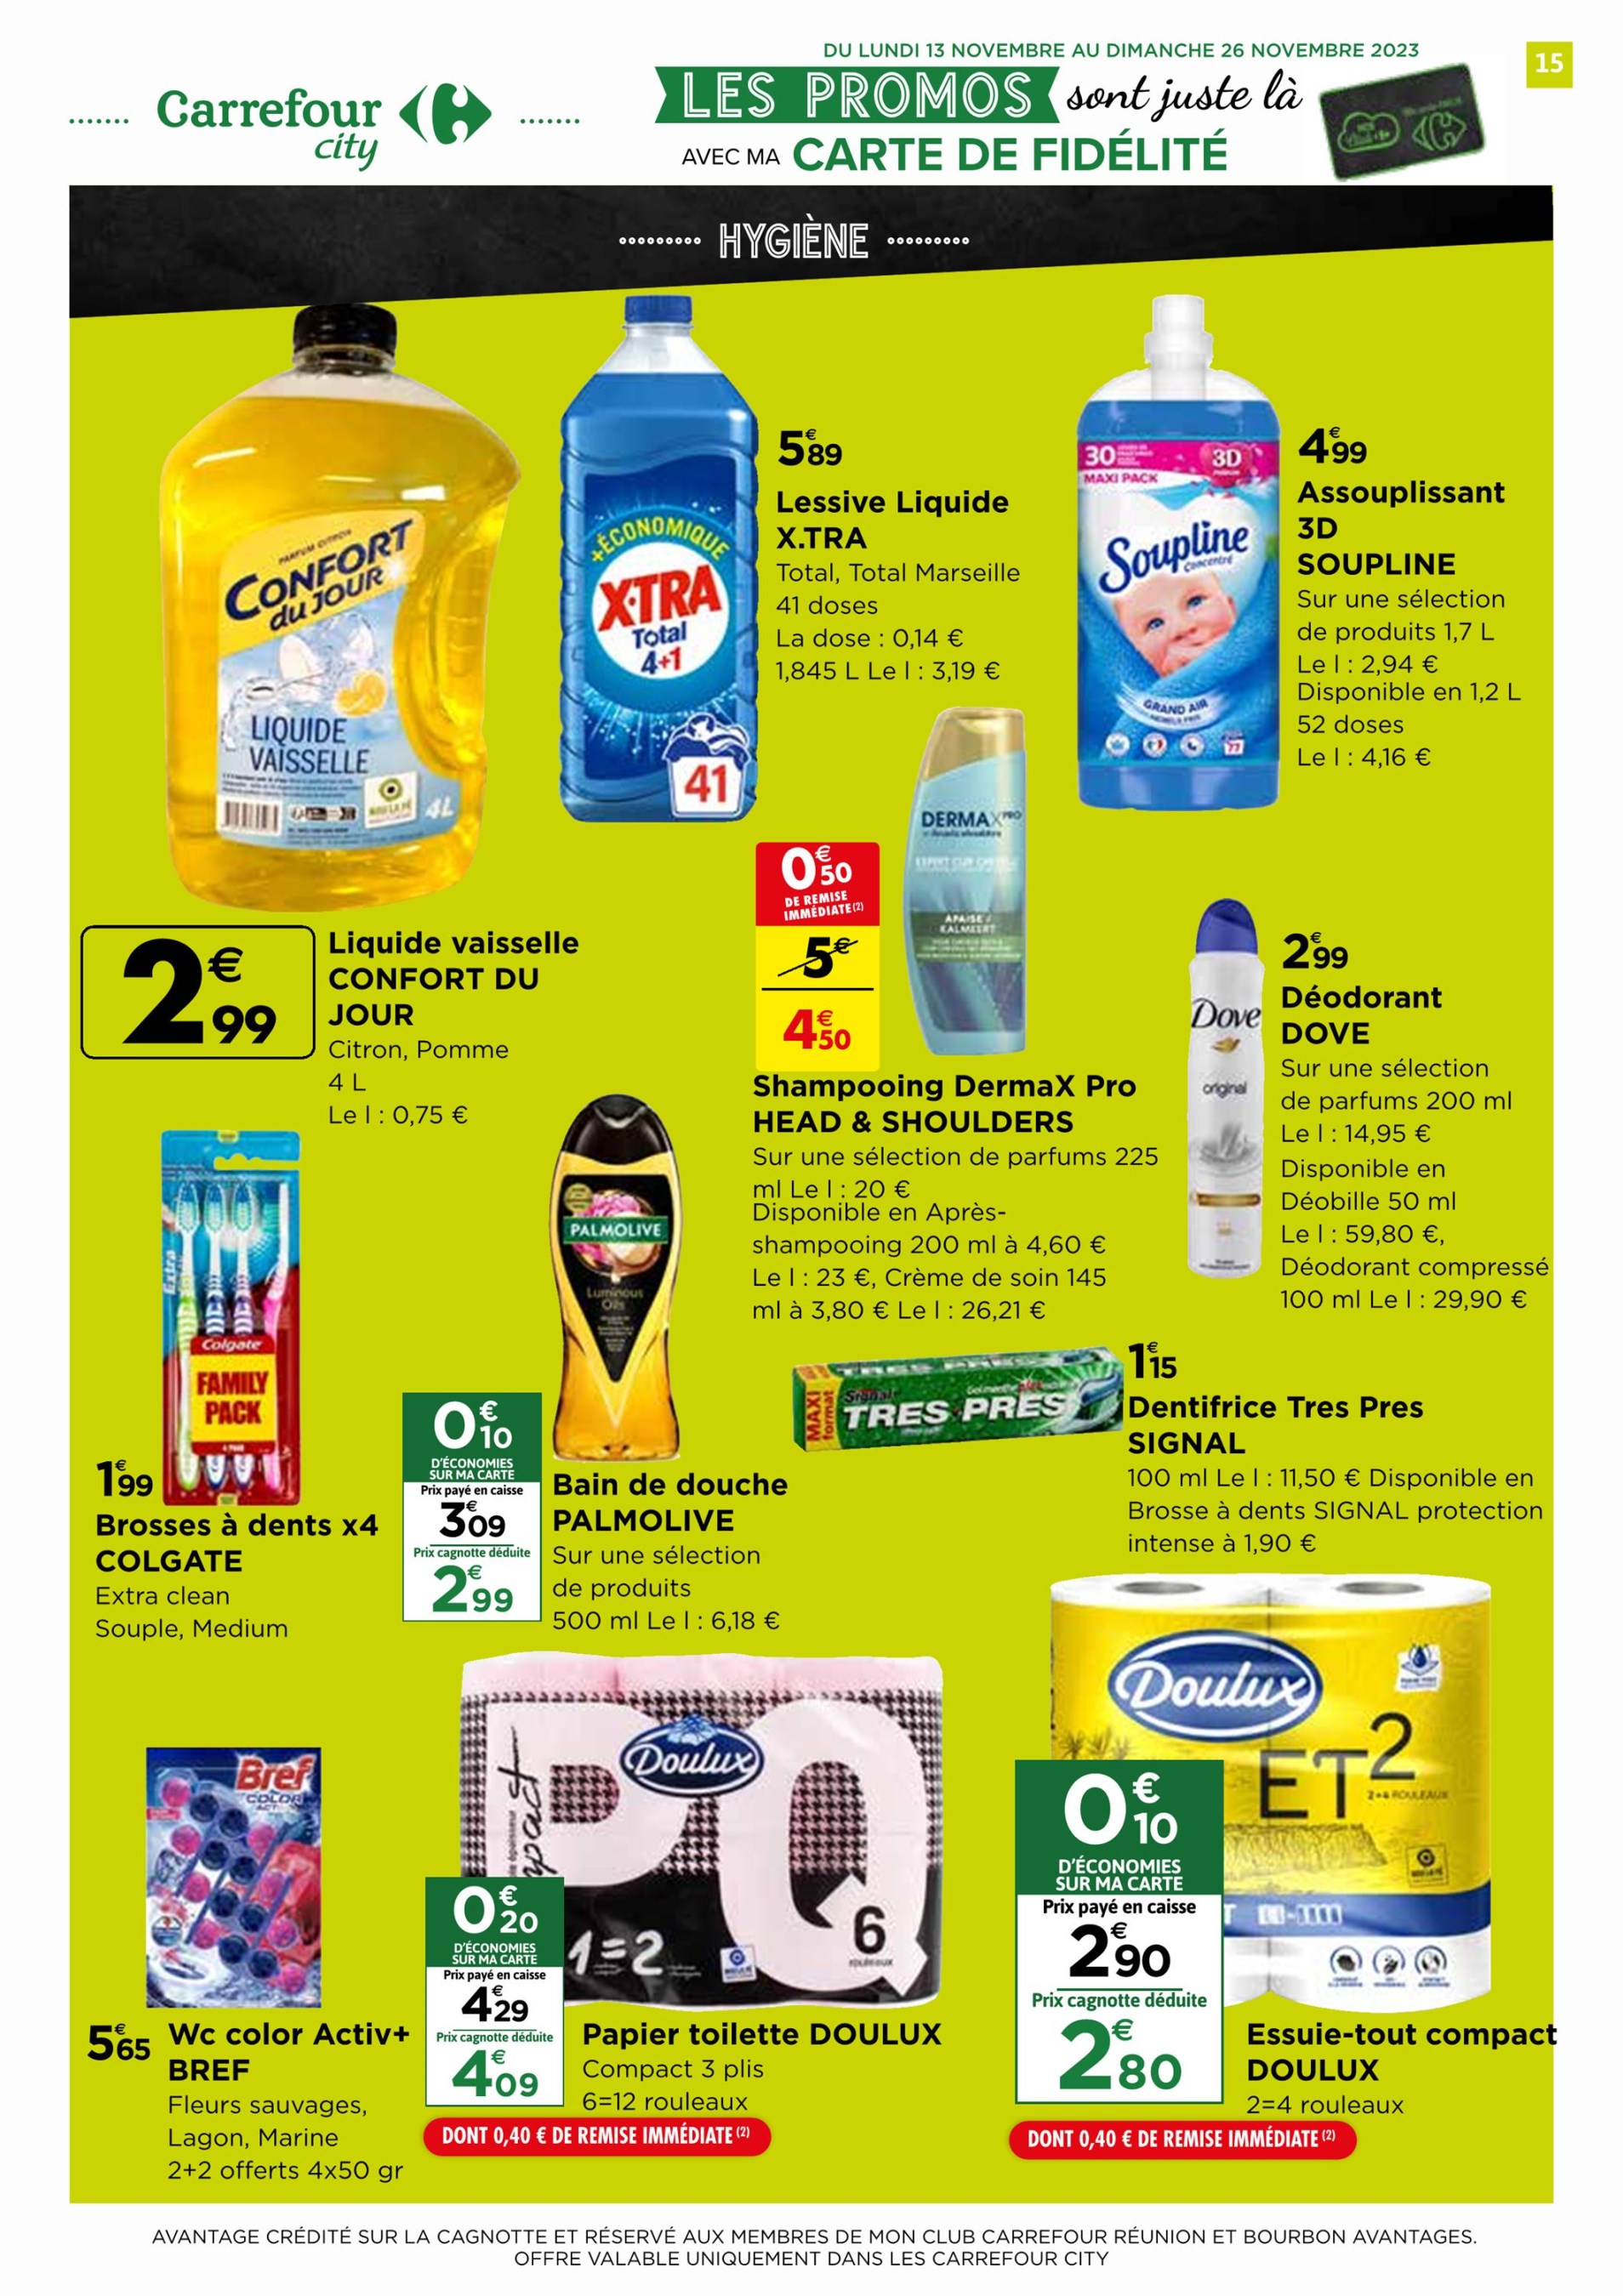 DU LUNDI 13 NOVEMBRE AU DIMANCHE 26 NOVEMBRE 2023
15
Carrefour
city
LES PROMOS sont juste là
AVEC MA CARTE DE FIDÉLITÉ
HYGIÈNE
PARFUM CITRON
CONFORT
du JOUR
LIQUIDE
VAISSELLE
4L
2€99
Liquide vaisselle
CONFORT DU
JOUR
Citron, Pomme
4 L
Le l : 0,75 €
+ÉCONOMIQUE
X•TRA
Total
4+1
41
5€89
Lessive Liquide
X.TRA
Total, Total Marseille
41 doses
La dose : 0,14 €
1,845 L Le l : 3,19 €
30
3D
MAXI PACK
Soupline
Concentré
GRAND AIR
77
4€99
Assouplissant
3D
SOUPLINE
Sur une sélection
de produits 1,7 L
Le l : 2,94 €
Disponible en 1,2 L
52 doses
Le l : 4,16 €
DERMAXPRO
APAISE /
KALMEERT
0€50
DE REMISE
IMMÉDIATE(2)
5€
4€50
Shampooing DermaX Pro
HEAD & SHOULDERS
Sur une sélection de parfums 225
ml Le l : 20 €
Disponible en Après-
shampooing 200 ml à 4,60 €
Le l : 23 €, Crème de soin 145
ml à 3,80 € Le l : 26,21 €
Dove
original
2€99
Déodorant
DOVE
Sur une sélection
de parfums 200 ml
Le l : 14,95 €
Disponible en
Déobille 50 ml
Le l : 59,80 €,
Déodorant compressé
100 ml Le l : 29,90 €
Extra
Colgate
FAMILY
PACK
1€99
Brosses à dents x4
COLGATE
Extra clean
Souple, Medium
PALMOLIVE
Luminous
Oils
0€10
D'ÉCONOMIES
SUR MA CARTE
Prix payé en caisse
3€09
Prix cagnotte déduite
2€99
Bain de douche
PALMOLIVE
Sur une sélection
de produits
500 ml Le l : 6,18 €
MAXI
format
Signal
TRES PRES
1€15
Dentifrice Tres Pres
SIGNAL
100 ml Le l : 11,50 € Disponible en
Brosse à dents SIGNAL protection
intense à 1,90 €
Bref
COLOR
5€65
Wc color Activ+
BREF
Fleurs sauvages,
Lagon, Marine
2+2 offerts 4x50 gr
PQ
Doulux
1=2
6
ROULEAUX
0€20
D'ÉCONOMIES
SUR MA CARTE
Prix payé en caisse
4€29
Prix cagnotte déduite
4€09
Papier toilette DOULUX
Compact 3 plis
6=12 rouleaux
DONT 0,40 € DE REMISE IMMÉDIATE (2)
Doulux
ET2
2=4 ROULEAUX
0€10
D'ÉCONOMIES
SUR MA CARTE
Prix payé en caisse
2€90
Prix cagnotte déduite
2€80
Essuie-tout compact
DOULUX
2=4 rouleaux
DONT 0,40 € DE REMISE IMMÉDIATE (2)
AVANTAGE CRÉDITÉ SUR LA CAGNOTTE ET RÉSERVÉ AUX MEMBRES DE MON CLUB CARREFOUR RÉUNION ET BOURBON AVANTAGES.
OFFRE VALABLE UNIQUEMENT DANS LES CARREFOUR CITY